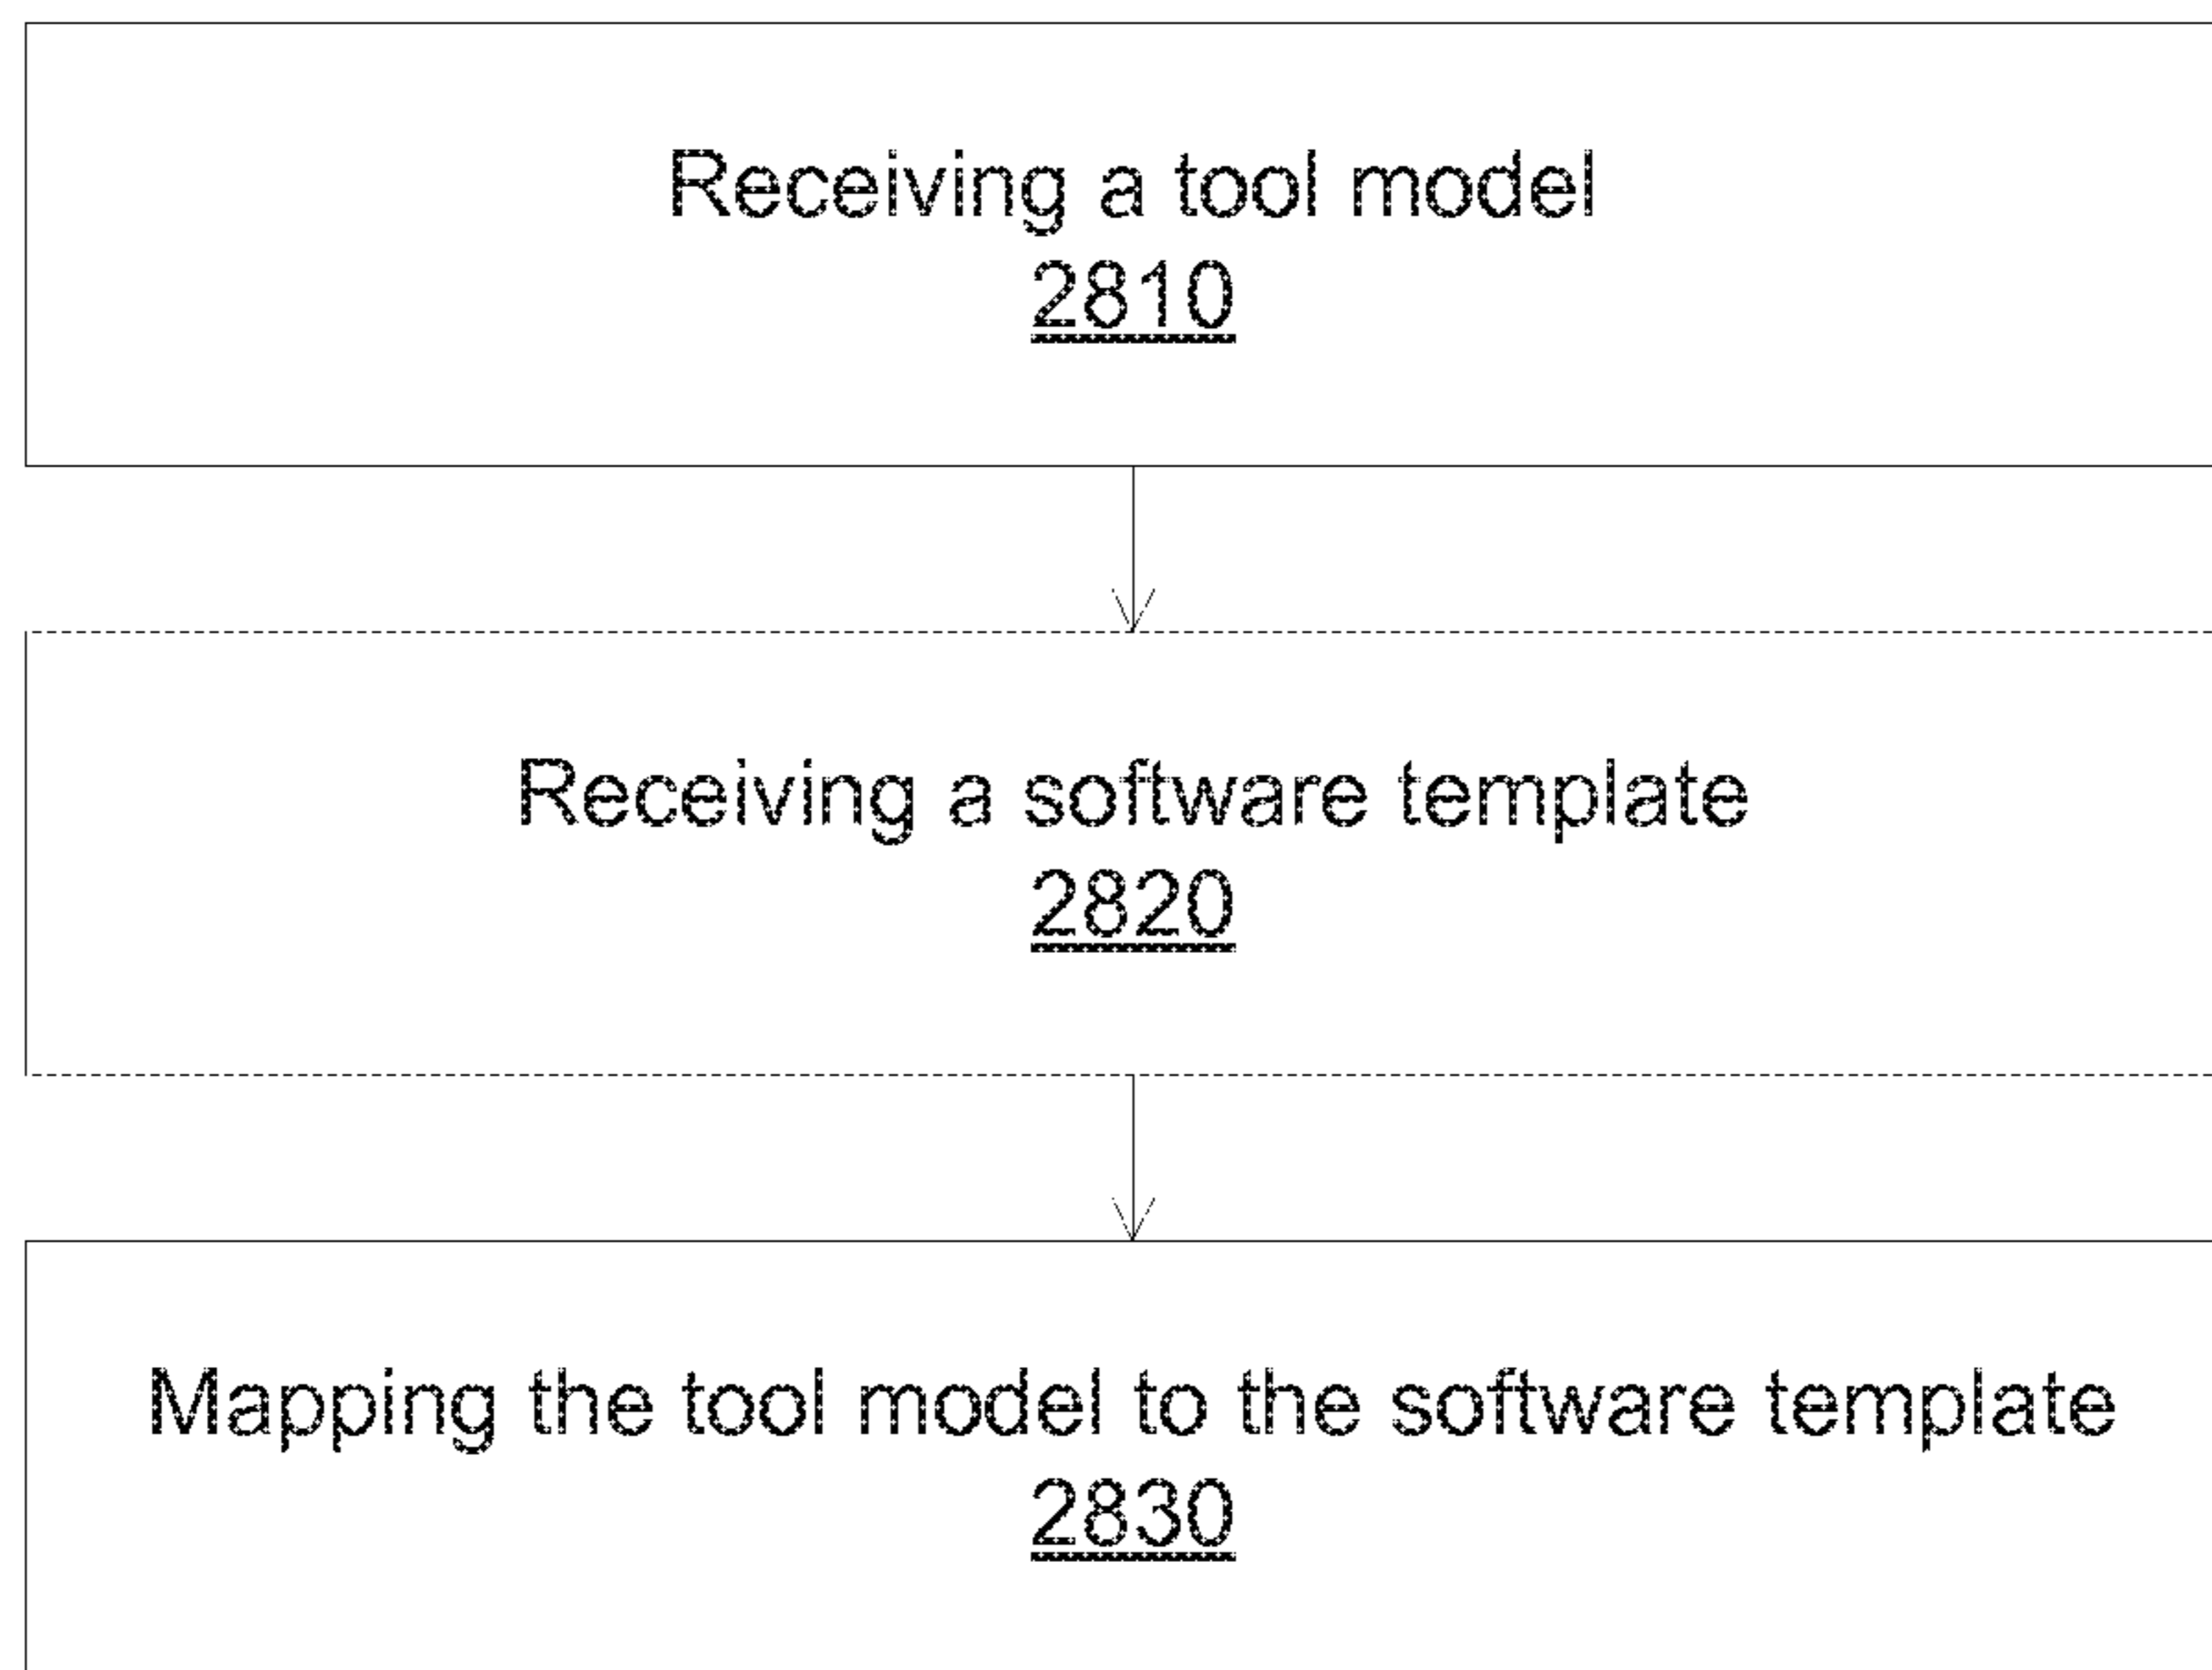 Receiving a tool model
2810
Receiving a software template
2820
Mapping the tool model to the software template
2830